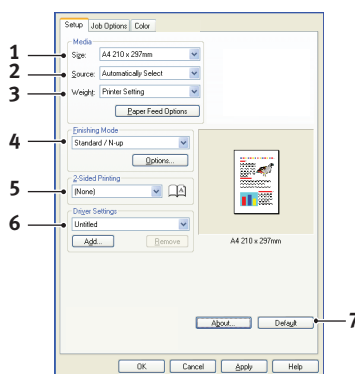 Setup Job Options Color
Media
1 Size: A4 210 x 297mm
2 Source: Automatically Select
3 Weight: Printer Setting
Paper Feed Options
Finishing Mode
4 Standard / N-up
Options...
2-Sided Printing
5 (None)
A
Driver Settings
6 Untitled
Add... Remove
A4 210 x 297mm
About... Default 7
OK Cancel Apply Help